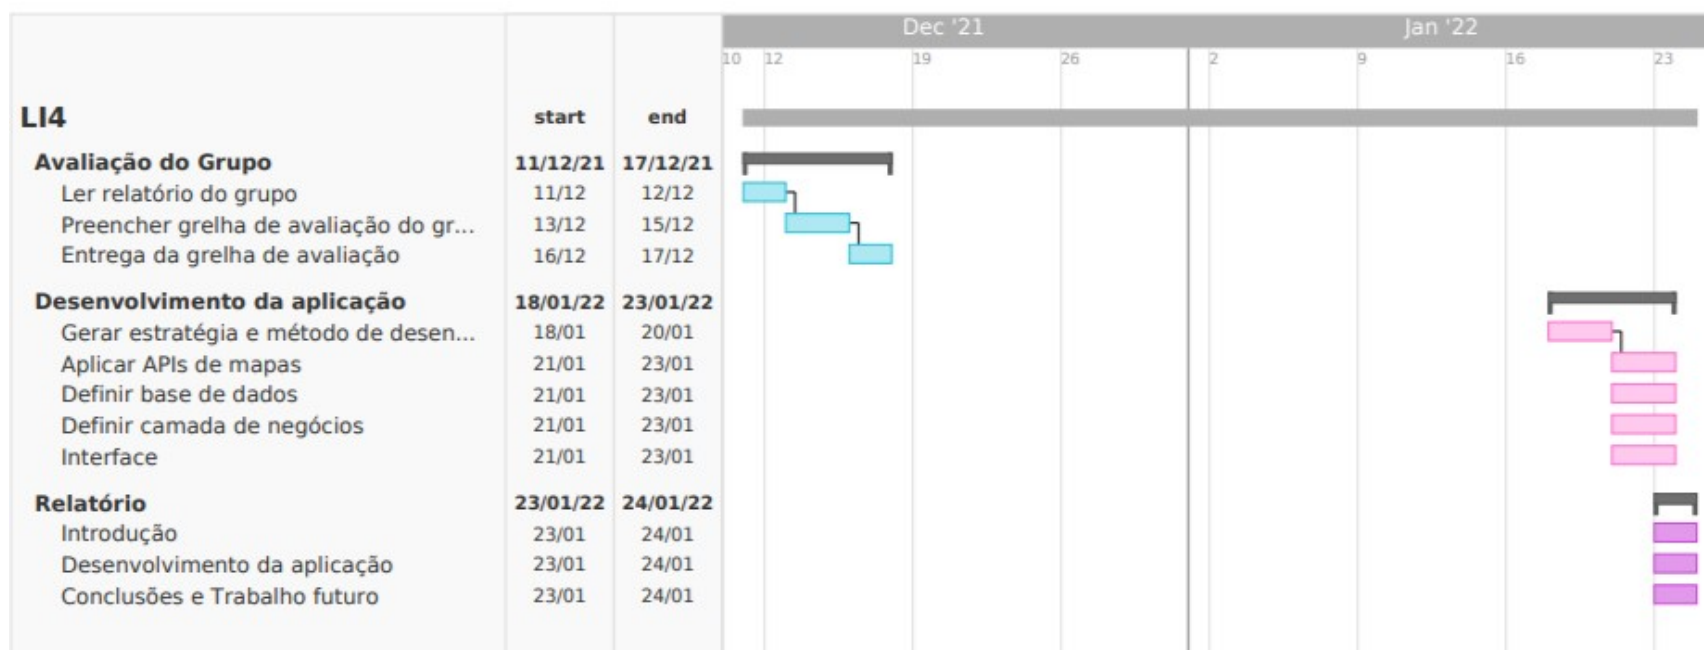 Dec '21 Jan '22
10 12 19 26 2 9 16 23
LI4 start end
Avaliação do Grupo 11/12/21 17/12/21
Ler relatório do grupo 11/12 12/12
Preencher grelha de avaliação do gr... 13/12 15/12
Entrega da grelha de avaliação 16/12 17/12
Desenvolvimento da aplicação 18/01/22 23/01/22
Gerar estratégia e método de desen... 18/01 20/01
Aplicar APIs de mapas 21/01 23/01
Definir base de dados 21/01 23/01
Definir camada de negócios 21/01 23/01
Interface 21/01 23/01
Relatório 23/01/22 24/01/22
Introdução 23/01 24/01
Desenvolvimento da aplicação 23/01 24/01
Conclusões e Trabalho futuro 23/01 24/01